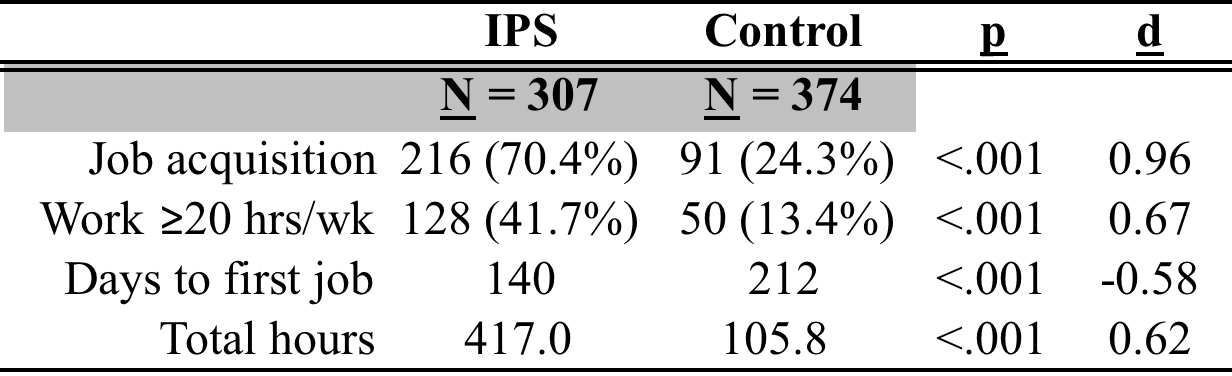 IPS Control p d
N = 307 N = 374
Job acquisition 216 (70.4%) 91 (24.3%) <.001 0.96
Work ≥20 hrs/wk 128 (41.7%) 50 (13.4%) <.001 0.67
Days to first job 140 212 <.001 -0.58
Total hours 417.0 105.8 <.001 0.62